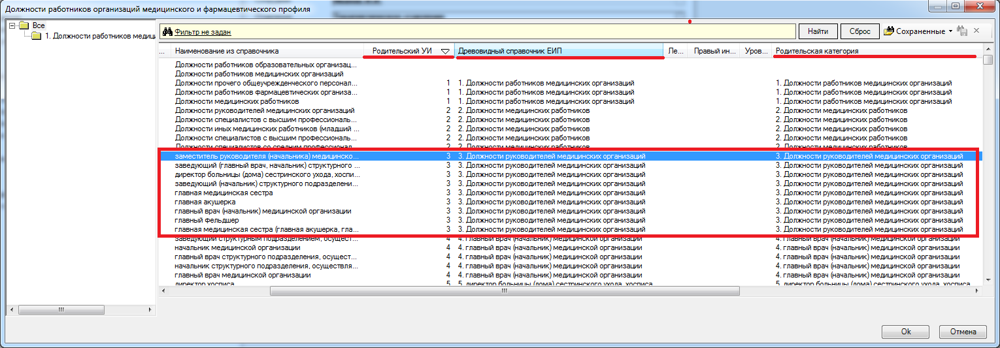 Должности работников организаций медицинского и фармацевтического профиля
Все
1. Должности работников медици
Фильтр не задан Найти Сброс Сохраненные
... Наименование из справочника Родительский УИ Древовидный справочник ЕИП Ле... Правый ин... Уров... Родительская категория
Должности работников образовательных организац...
Должности работников медицинских организаций
Должности прочего общеучрежденческого персонал... 1 1. Должности работников медицинских организаций 1. Должности работников медицинских организаций
Должности работников фармацевтических организа... 1 1. Должности работников медицинских организаций 1. Должности работников медицинских организаций
Должности медицинских работников 1 1. Должности работников медицинских организаций 1. Должности работников медицинских организаций
Должности руководителей медицинских организаций 2 2. Должности медицинских работников 2. Должности медицинских работников
Должности специалистов с высшим профессиональ... 2 2. Должности медицинских работников 2. Должности медицинских работников
Должности иных медицинских работников (младший ... 2 2. Должности медицинских работников 2. Должности медицинских работников
Должности специалистов с высшим профессиональ... 2 2. Должности медицинских работников 2. Должности медицинских работников
Должности специалистов со средним профессион... 2 2. Должности медицинских работников 2. Должности медицинских работников
заместитель руководителя (начальника) медицинско... 3 3. Должности руководителей медицинских организаций 3. Должности руководителей медицинских организаций
заведующий (главный врач, начальник) структурного ... 3 3. Должности руководителей медицинских организаций 3. Должности руководителей медицинских организаций
директор больницы (дома) сестринского ухода, хоспи... 3 3. Должности руководителей медицинских организаций 3. Должности руководителей медицинских организаций
заведующий (начальник) структурного подразделени... 3 3. Должности руководителей медицинских организаций 3. Должности руководителей медицинских организаций
главная медицинская сестра 3 3. Должности руководителей медицинских организаций 3. Должности руководителей медицинских организаций
главная акушерка 3 3. Должности руководителей медицинских организаций 3. Должности руководителей медицинских организаций
главный врач (начальник) медицинской организации 3 3. Должности руководителей медицинских организаций 3. Должности руководителей медицинских организаций
главный фельдшер 3 3. Должности руководителей медицинских организаций 3. Должности руководителей медицинских организаций
главная медицинская сестра (главная акушерка, гла... 3 3. Должности руководителей медицинских организаций 3. Должности руководителей медицинских организаций
заведующий структурным подразделением, осущест... 4 4. главный врач (начальник) медицинской организации 4. главный врач (начальник) медицинской организации
начальник медицинской организации 4 4. главный врач (начальник) медицинской организации 4. главный врач (начальник) медицинской организации
главный врач структурного подразделения, осущест... 4 4. главный врач (начальник) медицинской организации 4. главный врач (начальник) медицинской организации
начальник структурного подразделения, осуществля... 4 4. главный врач (начальник) медицинской организации 4. главный врач (начальник) медицинской организации
главный врач медицинской организации 4 4. главный врач (начальник) медицинской организации 4. главный врач (начальник) медицинской организации
директор хосписа 5 5. директор больницы (дома) сестринского ухода, хосписа 5. директор больницы (дома) сестринского ухода, хосписа
Ok Отмена